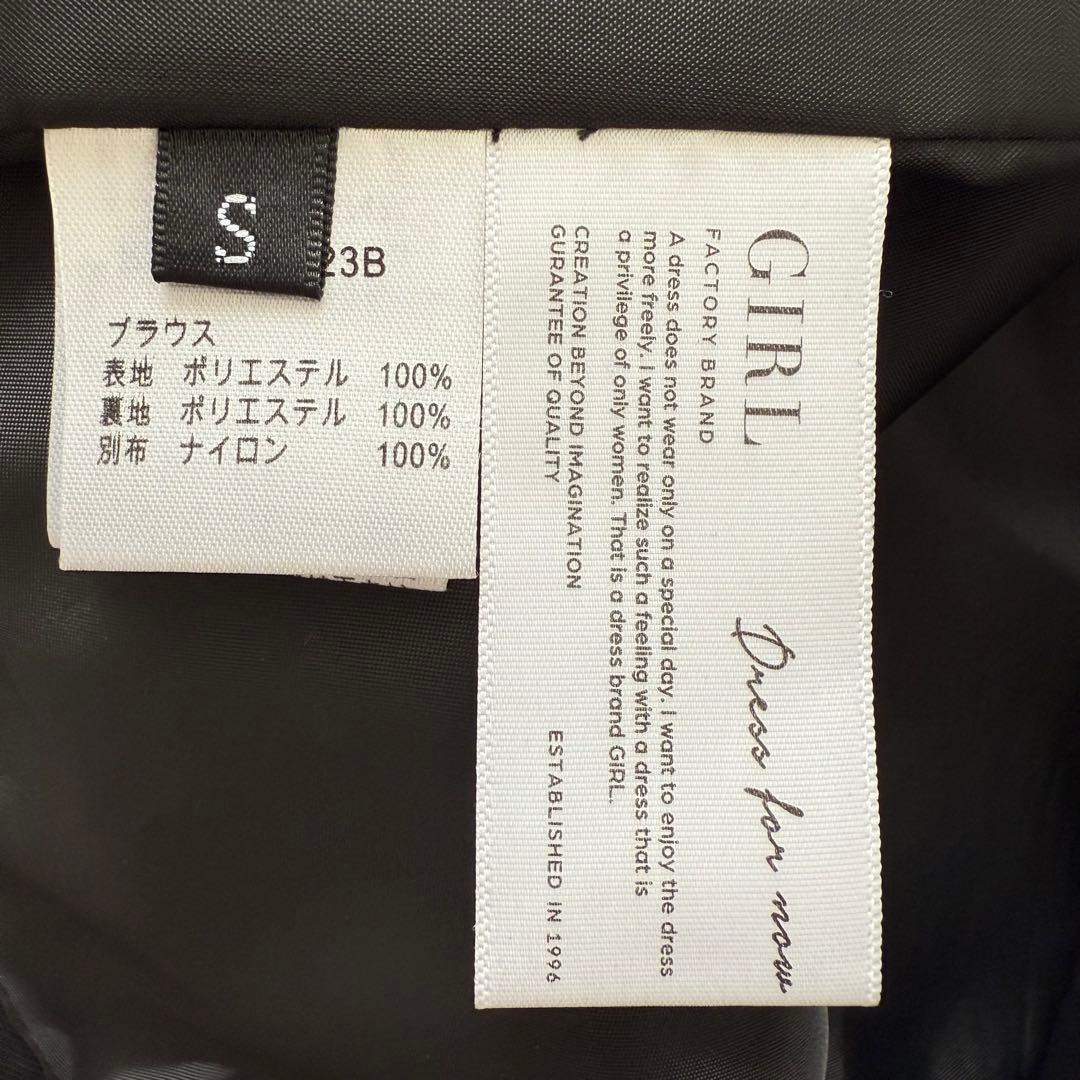 S
23B
ブラウス
表地 ポリエステル 100%
裏地 ポリエステル 100%
別布 ナイロン 100%
GIRL
Dress for now
FACTORY BRAND
A dress does not wear only on a special day. I want to enjoy the dress
more freely. I want to realize such a feeling with a dress that is
a privilege of only women. That is a dress brand GIRL.
CREATION BEYOND IMAGINATION
GURANTEE OF QUALITY
ESTABLISHED IN 1996